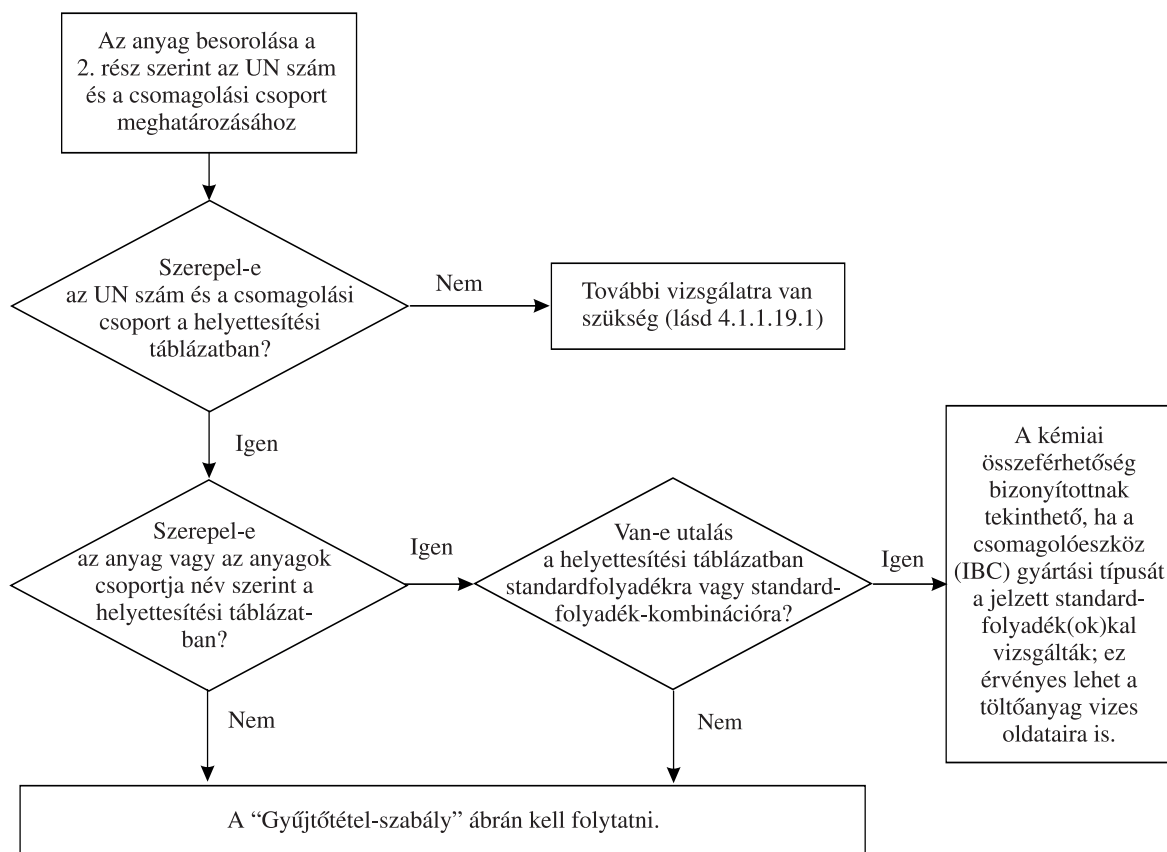 Az anyag besorolása a
2. rész szerint az UN szám
és a csomagolási csoport
meghatározásához
Szerepel-e
az UN szám és a csomagolási
csoport a helyettesítési
táblázatban?
Nem
További vizsgálatra van
szükség (lásd 4.1.1.19.1)
Igen
Szerepel-e
az anyag vagy az anyagok
csoportja név szerint a
helyettesítési táblázat-
ban?
Igen
Van-e utalás
a helyettesítési táblázatban
standardfolyadékra vagy standard-
folyadék-kombinációra?
Igen
A kémiai
összeférhetőség
bizonyítottnak
tekinthető, ha a
csomagolóeszköz
(IBC) gyártási típusát
a jelzett standard-
folyadék(ok)kal
vizsgálták; ez
érvényes lehet a
töltőanyag vizes
oldataira is.
Nem
Nem
A “Gyűjtőtétel-szabály” ábrán kell folytatni.